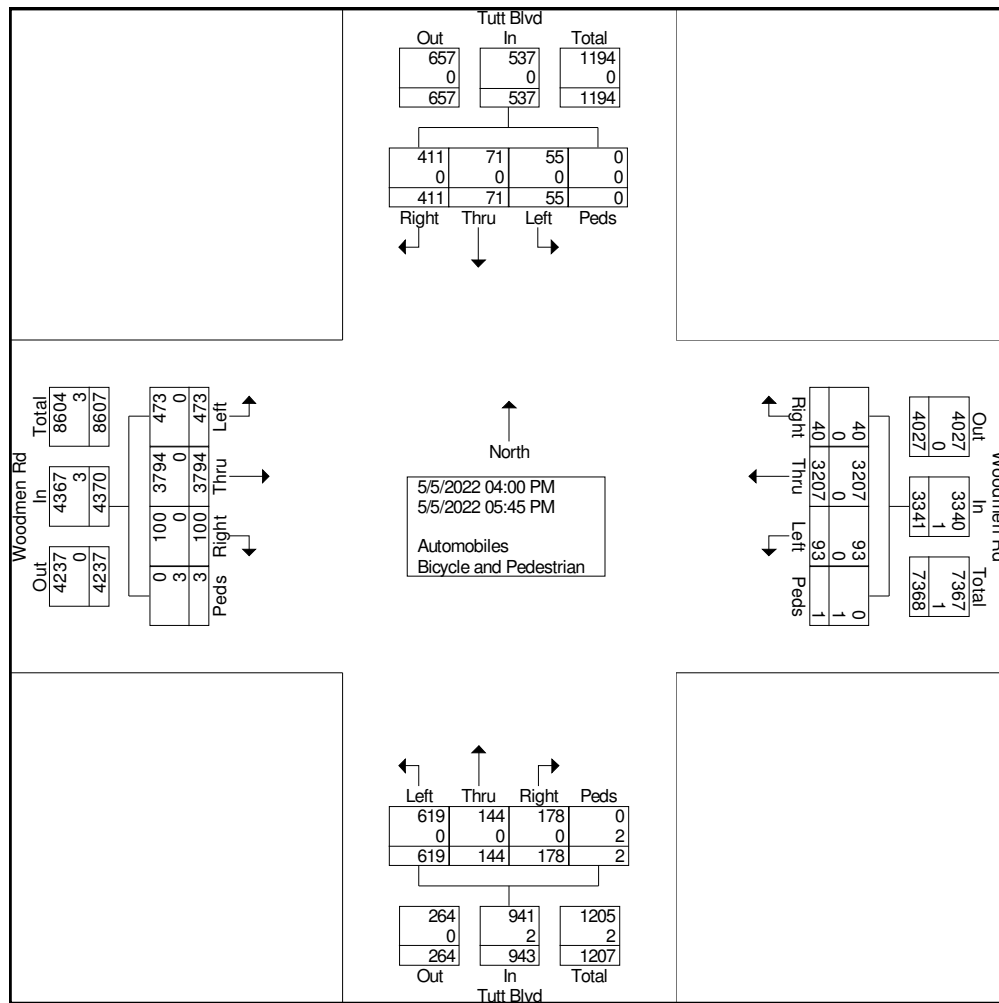 Tutt Blvd
Out In Total
657 537 1194
0 0 0
657 537 1194
411 71 55 0
0 0 0 0
411 71 55 0
Right Thru Left Peds
Woodmen Rd
Total In Out
8604 4367 4237
3 3 0
8607 4370 4237
473 3794 100 0
0 0 0 3
473 3794 100 3
Left Thru Right Peds
North
5/5/2022 04:00 PM
5/5/2022 05:45 PM
Automobiles
Bicycle and Pedestrian
Woodmen Rd
Out In Total
4027 3340 7367
0 1 1
4027 3341 7368
40 3207 93 0
0 0 0 1
40 3207 93 1
Right Thru Left Peds
Left Thru Right Peds
619 144 178 0
0 0 0 2
619 144 178 2
264 941 1205
0 2 2
264 943 1207
Out In Total
Tutt Blvd